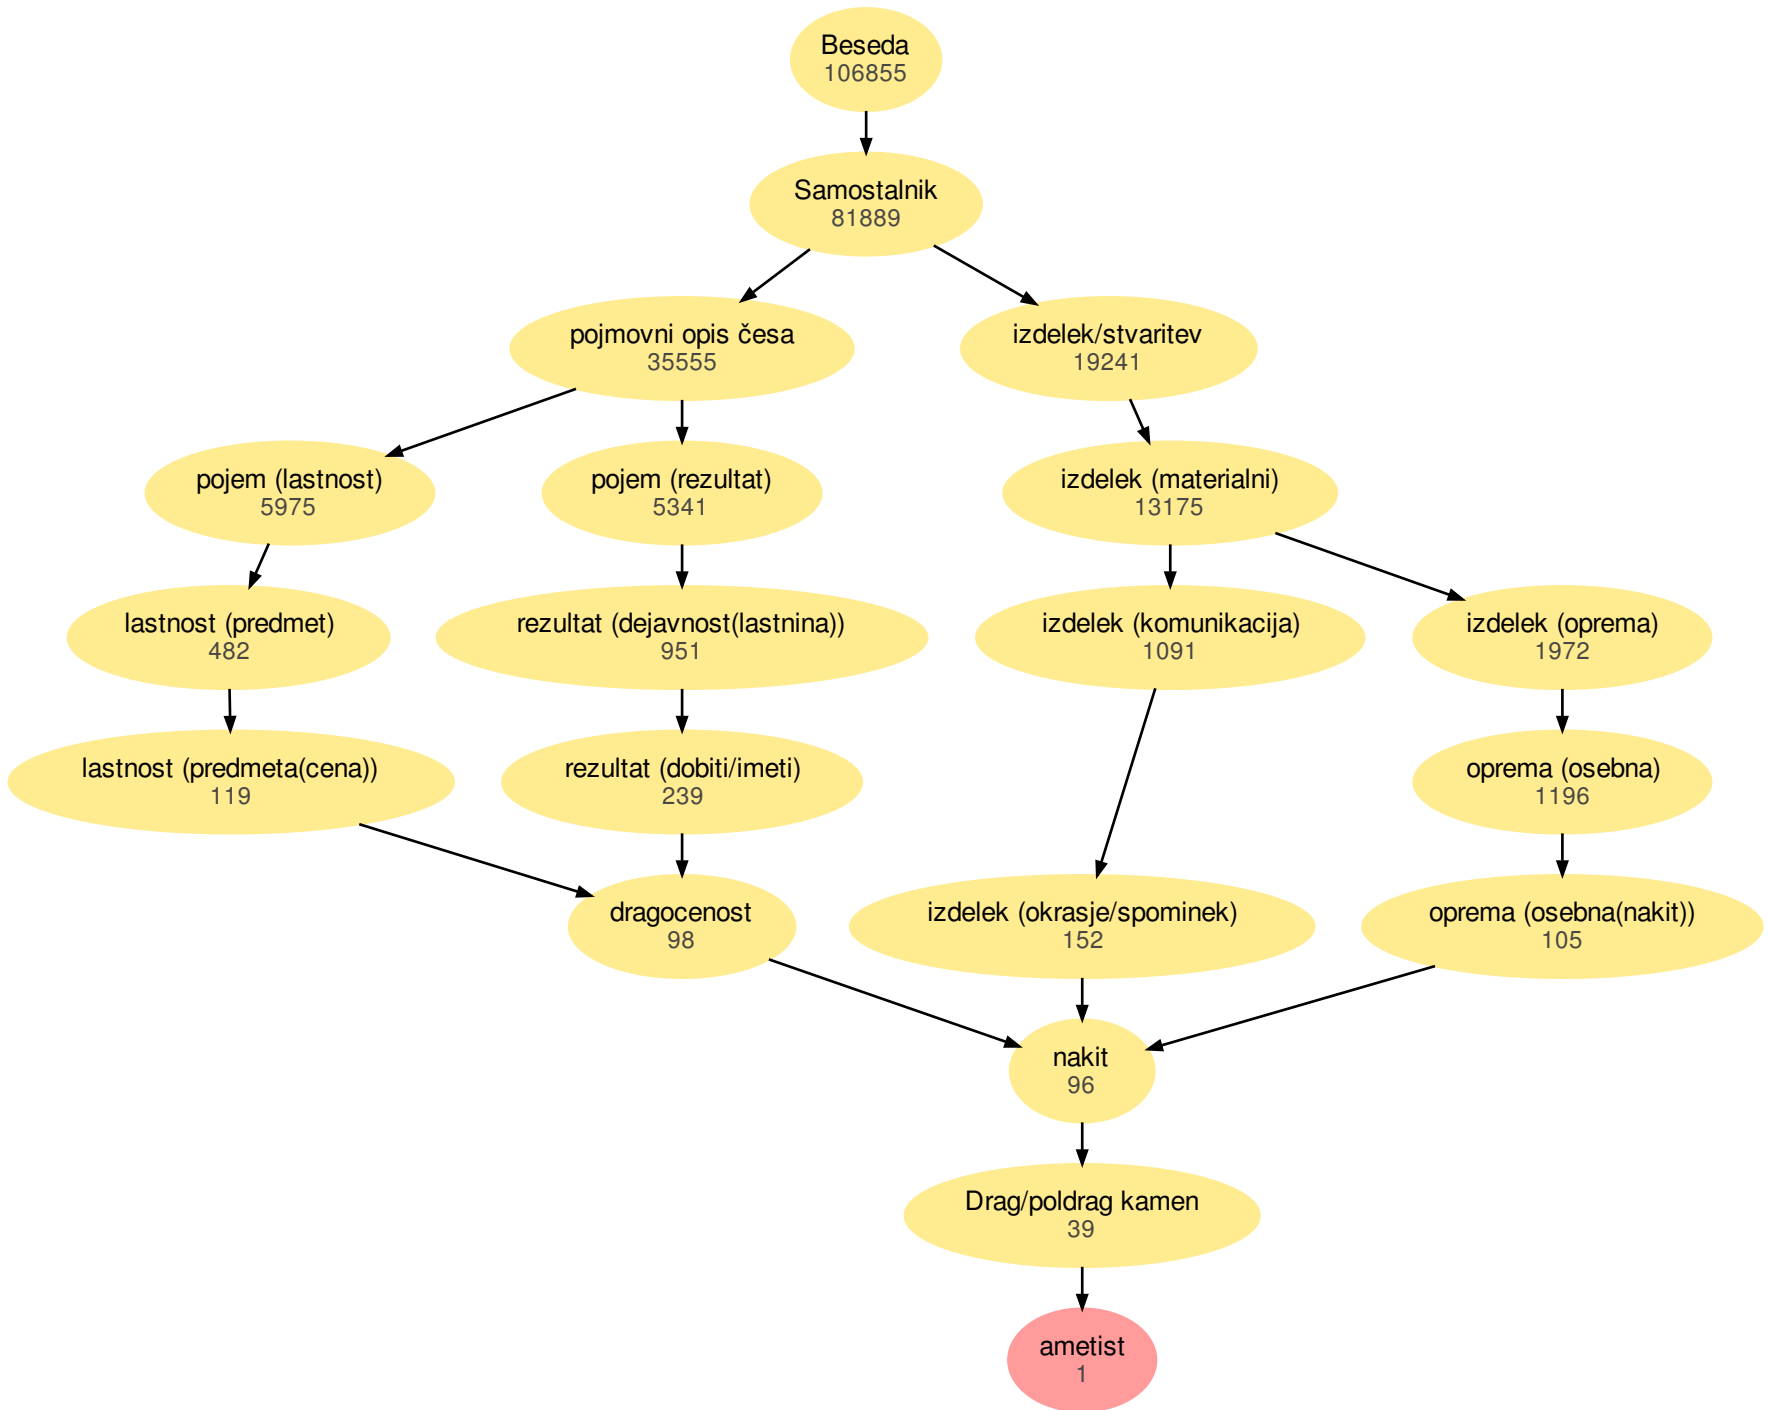 Beseda
106855
Samostalnik
81889
pojmovni opis česa
35555
izdelek/stvaritev
19241
pojem (lastnost)
5975
pojem (rezultat)
5341
izdelek (materialni)
13175
lastnost (predmet)
482
rezultat (dejavnost(lastnina))
951
izdelek (komunikacija)
1091
izdelek (oprema)
1972
lastnost (predmeta(cena))
119
rezultat (dobiti/imeti)
239
oprema (osebna)
1196
dragocenost
98
izdelek (okrasje/spominek)
152
oprema (osebna(nakit))
105
nakit
96
Drag/poldrag kamen
39
ametist
1